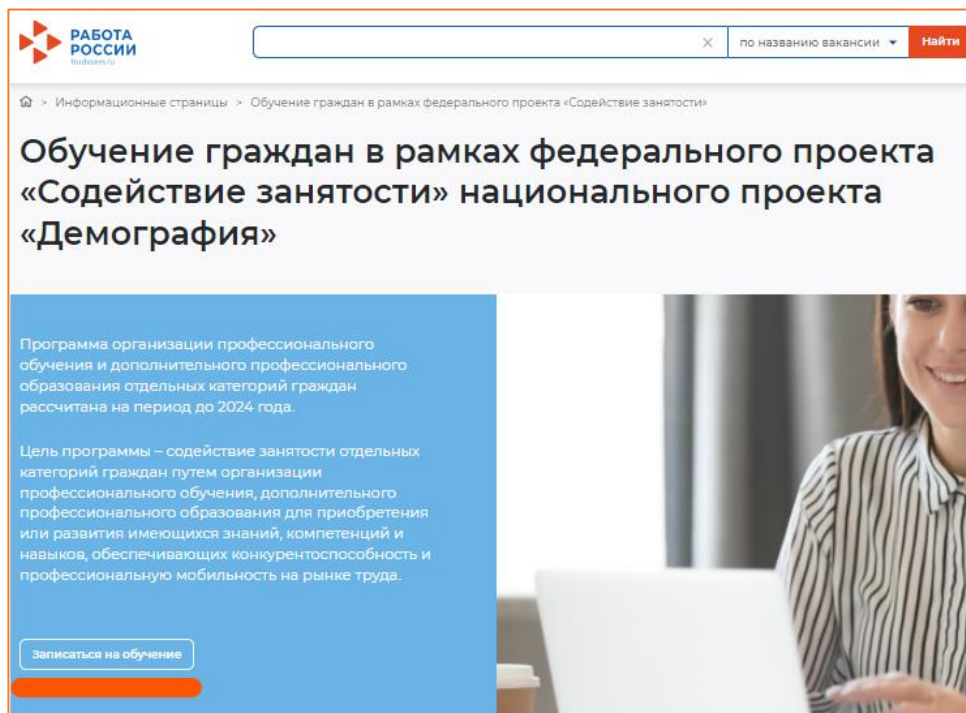 РАБОТА
РОССИИ
trudvsem.ru
по названию вакансии
Найти
Информационные страницы > Обучение граждан в рамках федерального проекта «Содействие занятости»
Обучение граждан в рамках федерального проекта
«Содействие занятости» национального проекта
«Демография»
Программа организации профессионального
обучения и дополнительного профессионального
образования отдельных категорий граждан
рассчитана на период до 2024 года.
Цель программы – содействие занятости отдельных
категорий граждан путем организации
профессионального обучения, дополнительного
профессионального образования для приобретения
или развития имеющихся знаний, компетенций и
навыков, обеспечивающих конкурентоспособность и
профессиональную мобильность на рынке труда.
Записаться на обучение